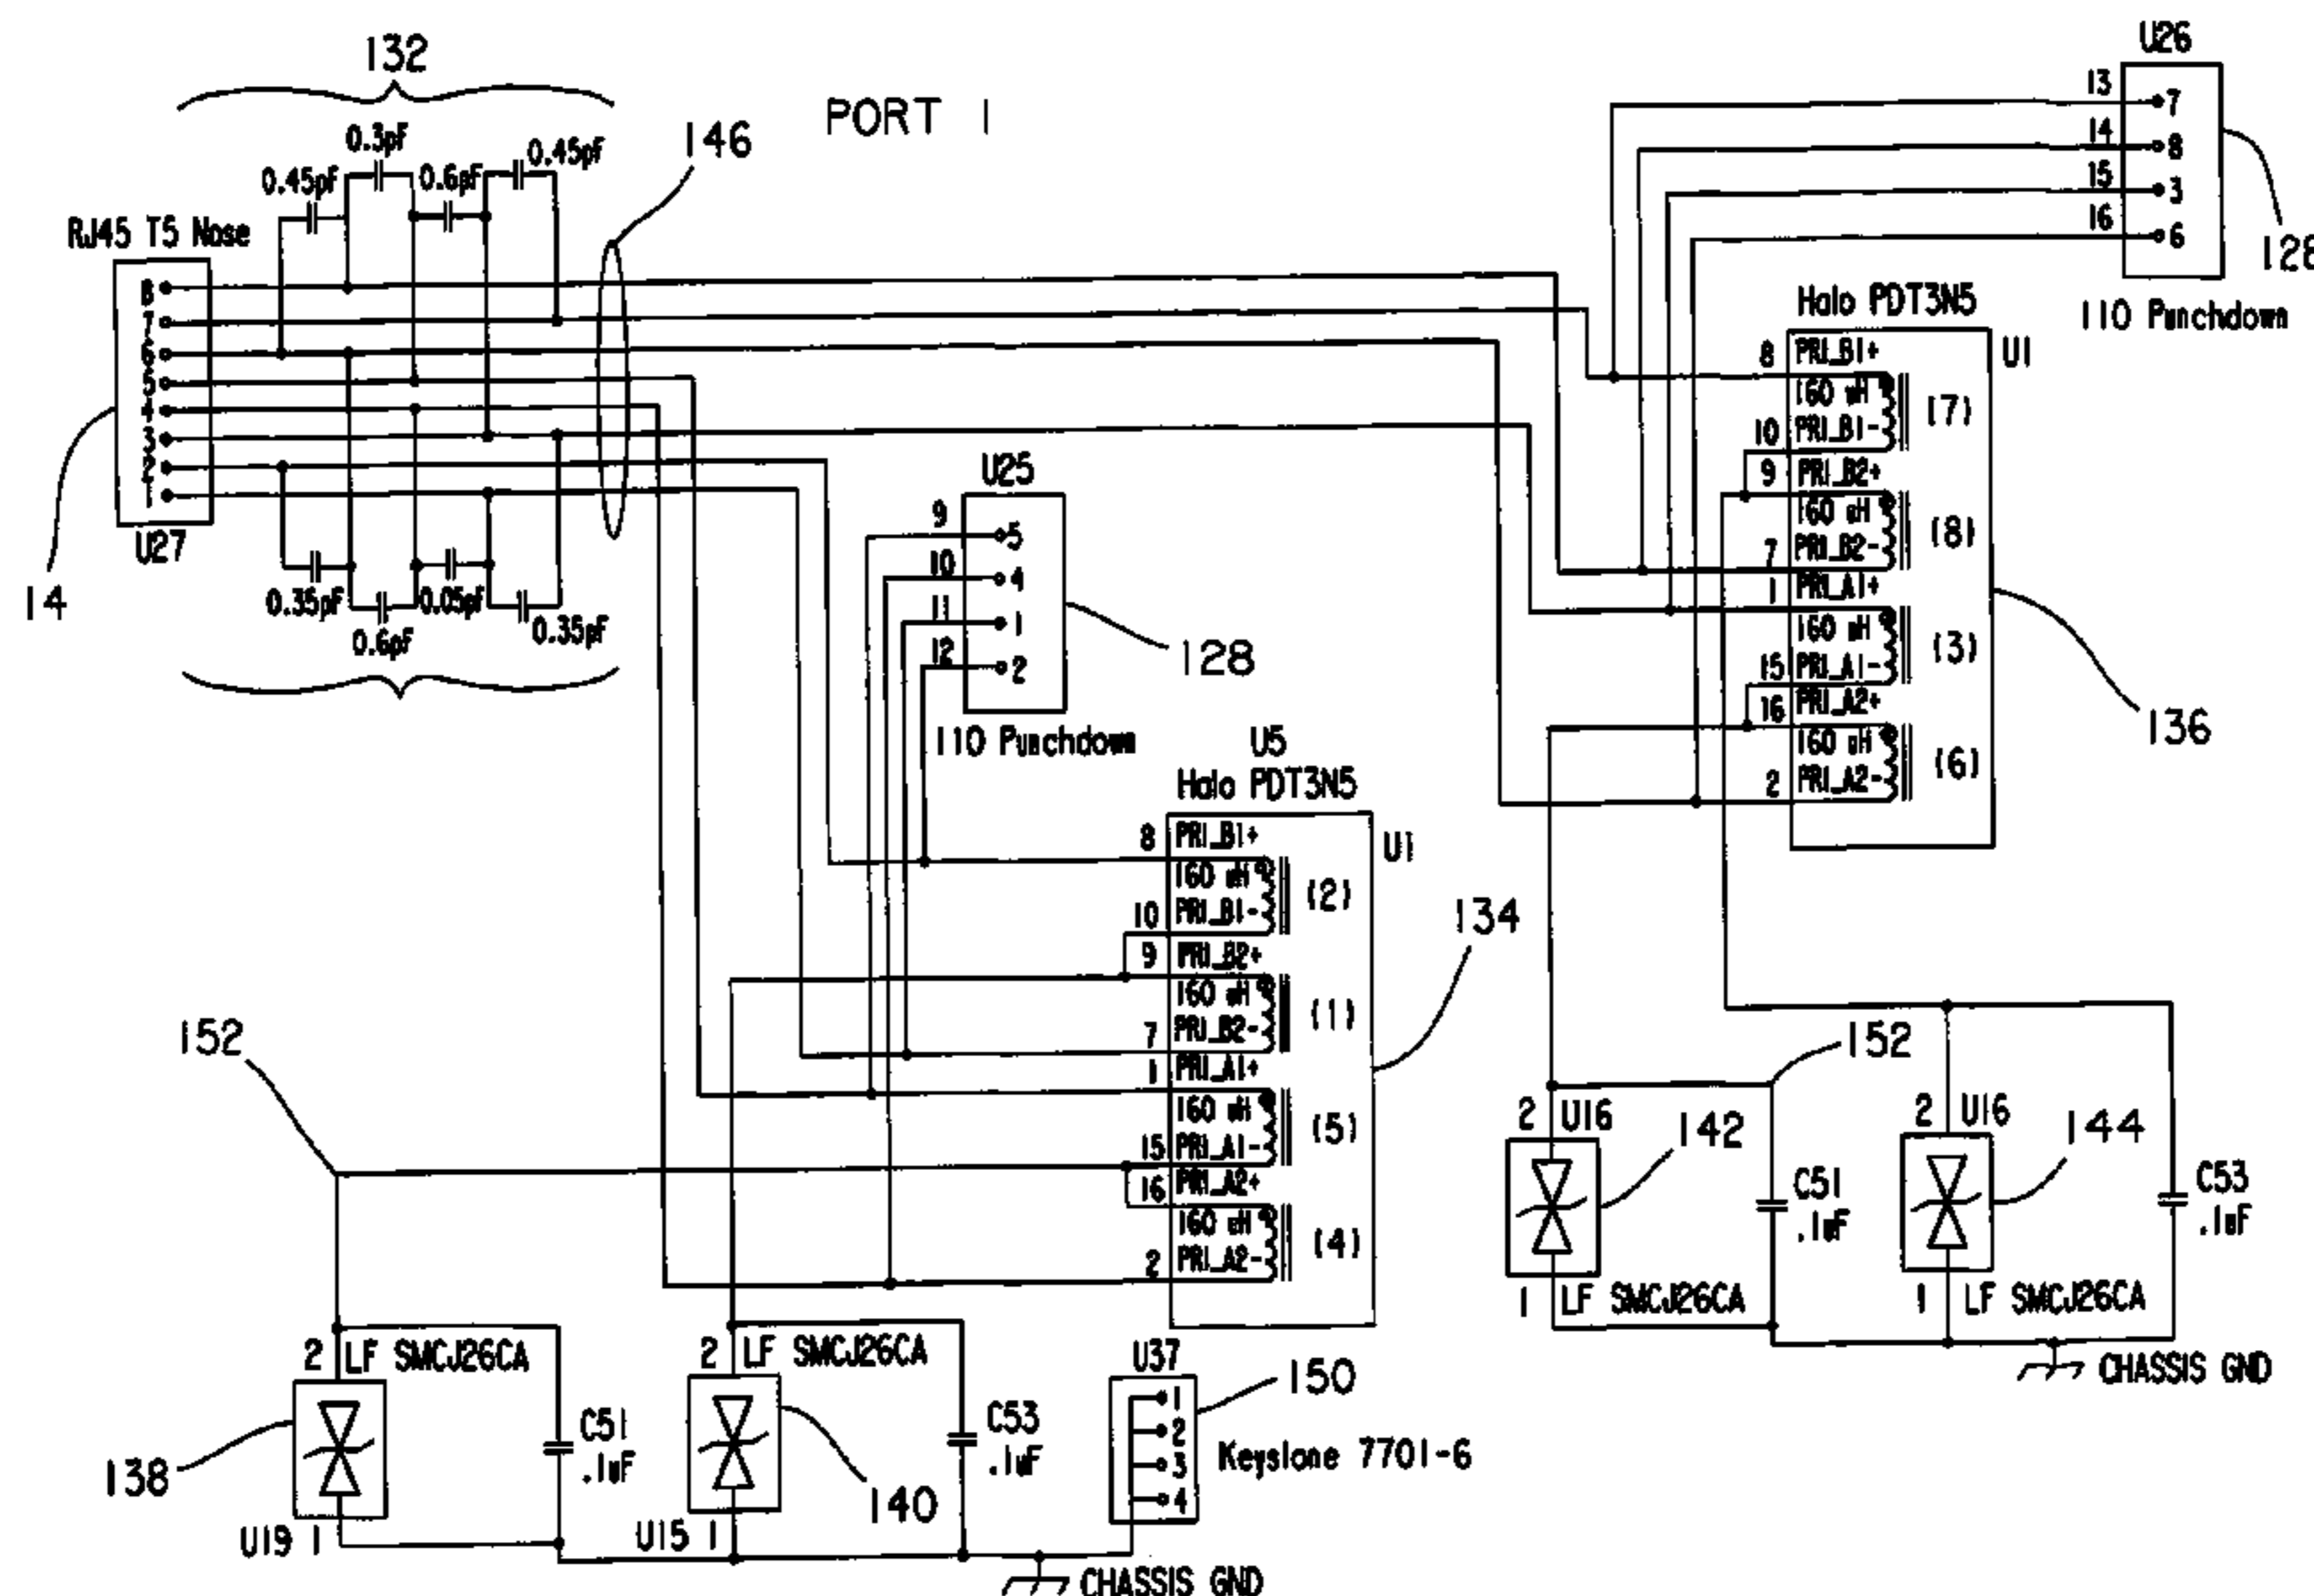 132
PORT 1
146
0.3pF
0.45pF
0.45pF
0.6pF
RJ45 T5 Nose
8
7
6
5
4
3
2
1
U27
14
0.35pF
0.05pF
0.6pF
0.35pF
U26
13
7
14
8
15
3
16
6
128
110 Punchdown
Halo PDT3N5
U1
8 PRI_B1+
160 uH
(7)
10 PRI_B1-
9 PRI_B2+
160 uH
(8)
7 PRI_B2-
1 PRI_A1+
160 uH
(3)
15 PRI_A1-
16 PRI_A2+
160 uH
(6)
2 PRI_A2-
136
U25
9
5
10
4
11
1
12
2
128
110 Punchdown
U5
Halo PDT3N5
U1
8 PRI_B1+
160 uH
(2)
10 PRI_B1-
9 PRI_B2+
160 uH
(1)
7 PRI_B2-
1 PRI_A1+
160 uH
(5)
15 PRI_A1-
16 PRI_A2+
160 uH
(4)
2 PRI_A2-
134
152
152
2 U16
142
C51
.1uF
1 LF SMCJ26CA
2 U16
144
C53
.1uF
1 LF SMCJ26CA
CHASSIS GND
2 LF SMCJ26CA
C51
.1uF
138
U19 1
2 LF SMCJ26CA
C53
.1uF
140
U15 1
U37
150
1
2
3
4
Keystone 7701-6
CHASSIS GND